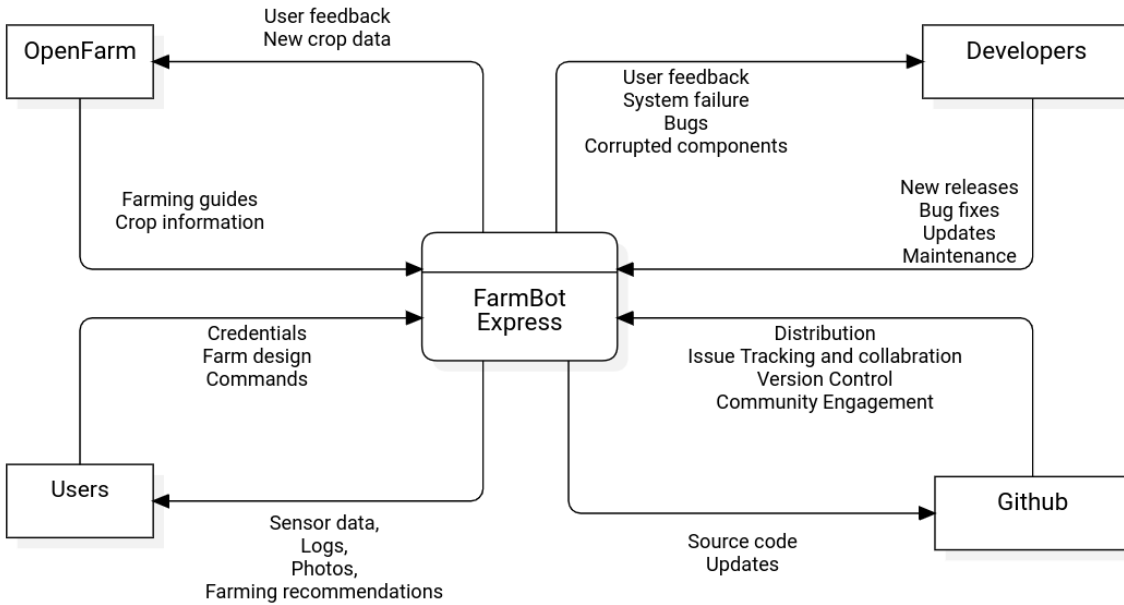 User feedback
New crop data
OpenFarm
Developers
User feedback
System failure
Bugs
Corrupted components
Farming guides
Crop information
New releases
Bug fixes
Updates
Maintenance
FarmBot
Express
Credentials
Farm design
Commands
Distribution
Issue Tracking and collabration
Version Control
Community Engagement
Users
Github
Sensor data,
Logs,
Photos,
Farming recommendations
Source code
Updates